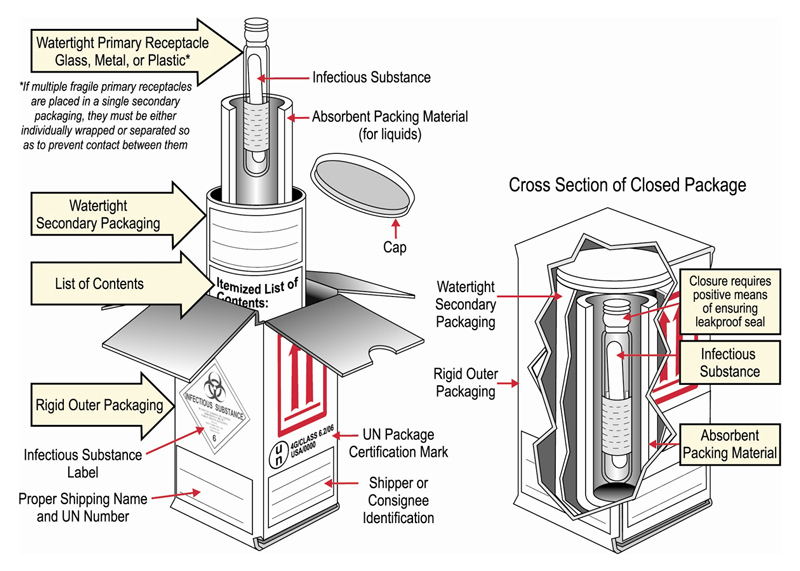 Watertight Primary Receptacle
Glass, Metal, or Plastic*
*If multiple fragile primary receptacles
are placed in a single secondary
packaging, they must be either
individually wrapped or separated so
as to prevent contact between them
Infectious Substance
Absorbent Packing Material
(for liquids)
Watertight
Secondary Packaging
Cap
List of Contents
Itemized List of
Contents:
Rigid Outer Packaging
INFECTIOUS SUBSTANCE
6
Infectious Substance
Label
Proper Shipping Name
and UN Number
un
4G/CLASS 6.2/06
USA/0000
UN Package
Certification Mark
Shipper or
Consignee
Identification
Cross Section of Closed Package
Watertight
Secondary
Packaging
Rigid Outer
Packaging
Closure requires
positive means
of ensuring
leakproof seal
Infectious
Substance
Absorbent
Packing Material